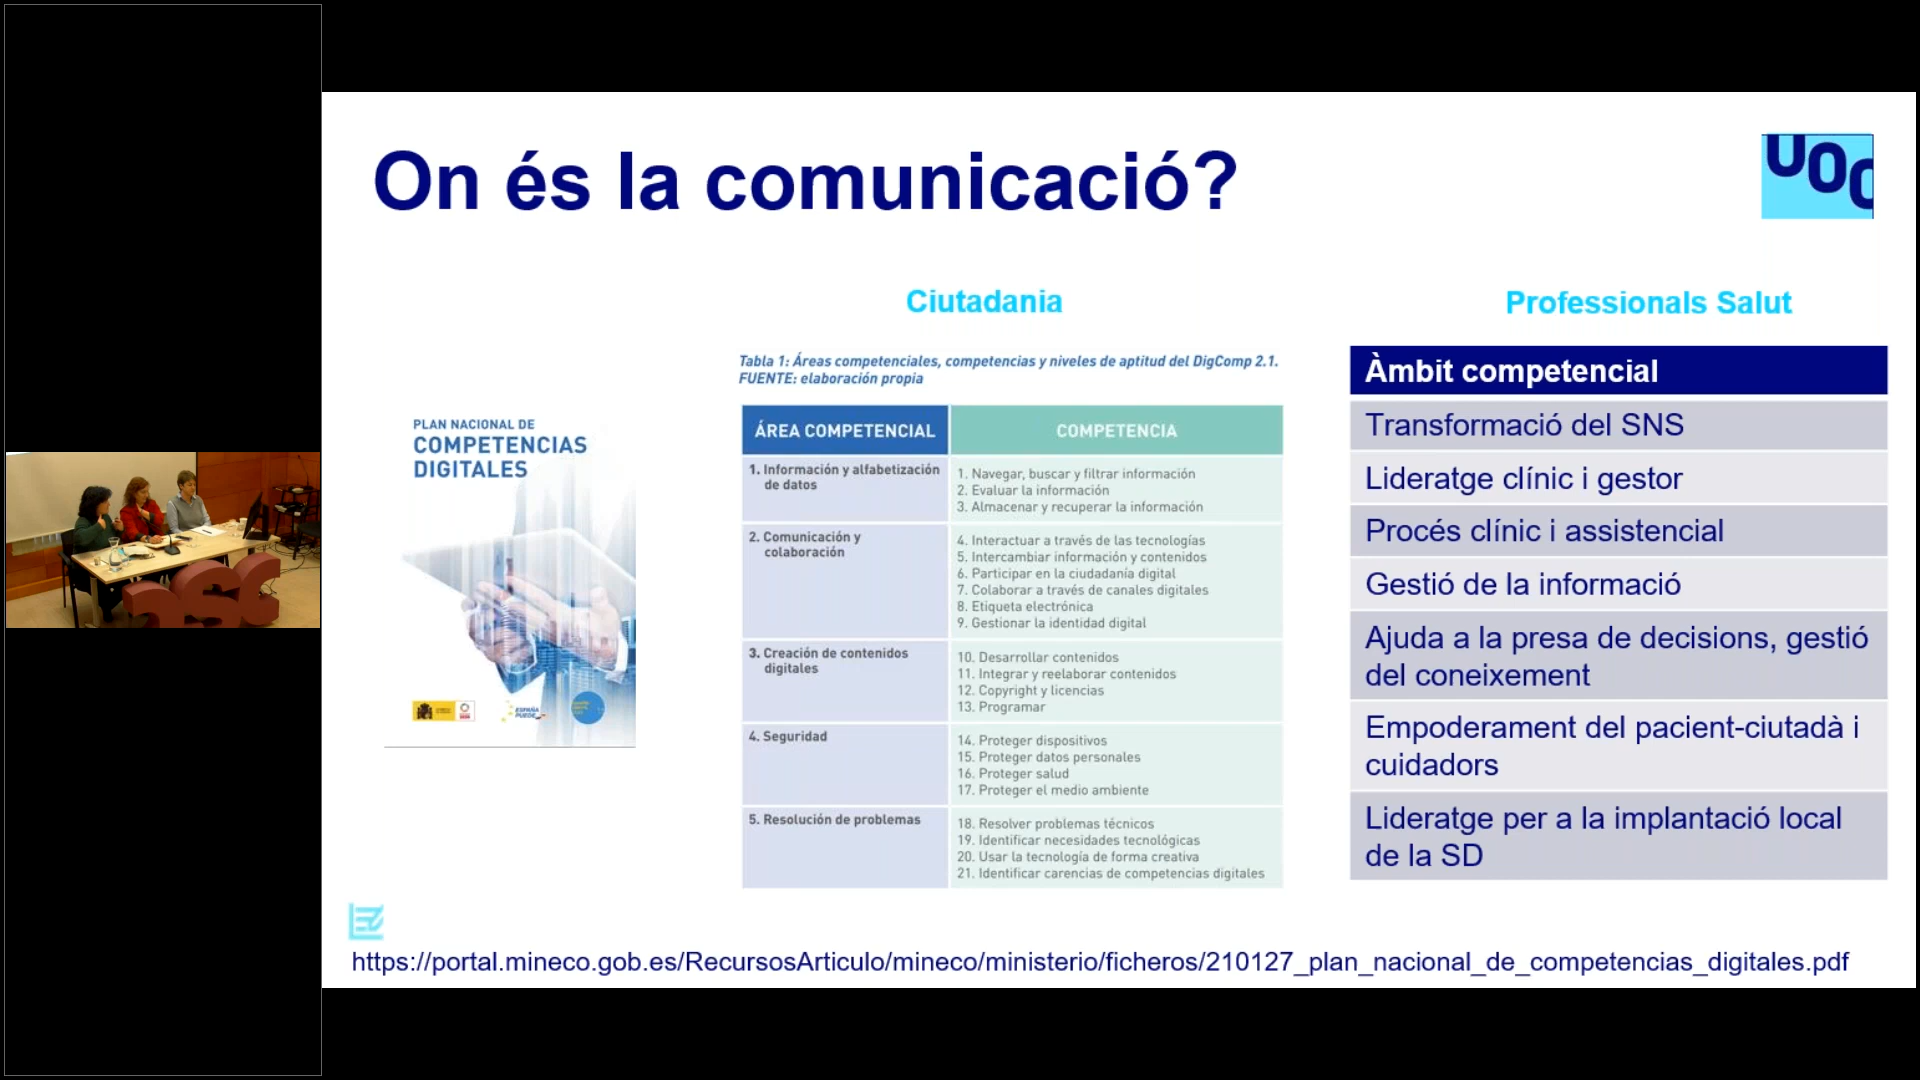 On és la comunicació?
UOC
Ciutadania
Professionals Salut
PLAN NACIONAL DE
COMPETENCIAS
DIGITALES
ESPAÑA
PUEDE
Tabla 1: Áreas competenciales, competencias y niveles de aptitud del DigComp 2.1.
FUENTE: elaboración propia
ÁREA COMPETENCIAL
COMPETENCIA
1. Información y alfabetización
de datos
1. Navegar, buscar y filtrar información
2. Evaluar la información
3. Almacenar y recuperar la información
2. Comunicación y
colaboración
4. Interactuar a través de las tecnologías
5. Intercambiar información y contenidos
6. Participar en la ciudadanía digital
7. Colaborar a través de canales digitales
8. Etiqueta electrónica
9. Gestionar la identidad digital
3. Creación de contenidos
digitales
10. Desarrollar contenidos
11. Integrar y reelaborar contenidos
12. Copyright y licencias
13. Programar
4. Seguridad
14. Proteger dispositivos
15. Proteger datos personales
16. Proteger salud
17. Proteger el medio ambiente
5. Resolución de problemas
18. Resolver problemas técnicos
19. Identificar necesidades tecnológicas
20. Usar la tecnología de forma creativa
21. Identificar carencias de competencias digitales
Àmbit competencial
Transformació del SNS
Lideratge clínic i gestor
Procés clínic i assistencial
Gestió de la informació
Ajuda a la presa de decisions, gestió
del coneixement
Empoderament del pacient-ciutadà i
cuidadors
Lideratge per a la implantació local
de la SD
https://portal.mineco.gob.es/RecursosArticulo/mineco/ministerio/ficheros/210127_plan_nacional_de_competencias_digitales.pdf